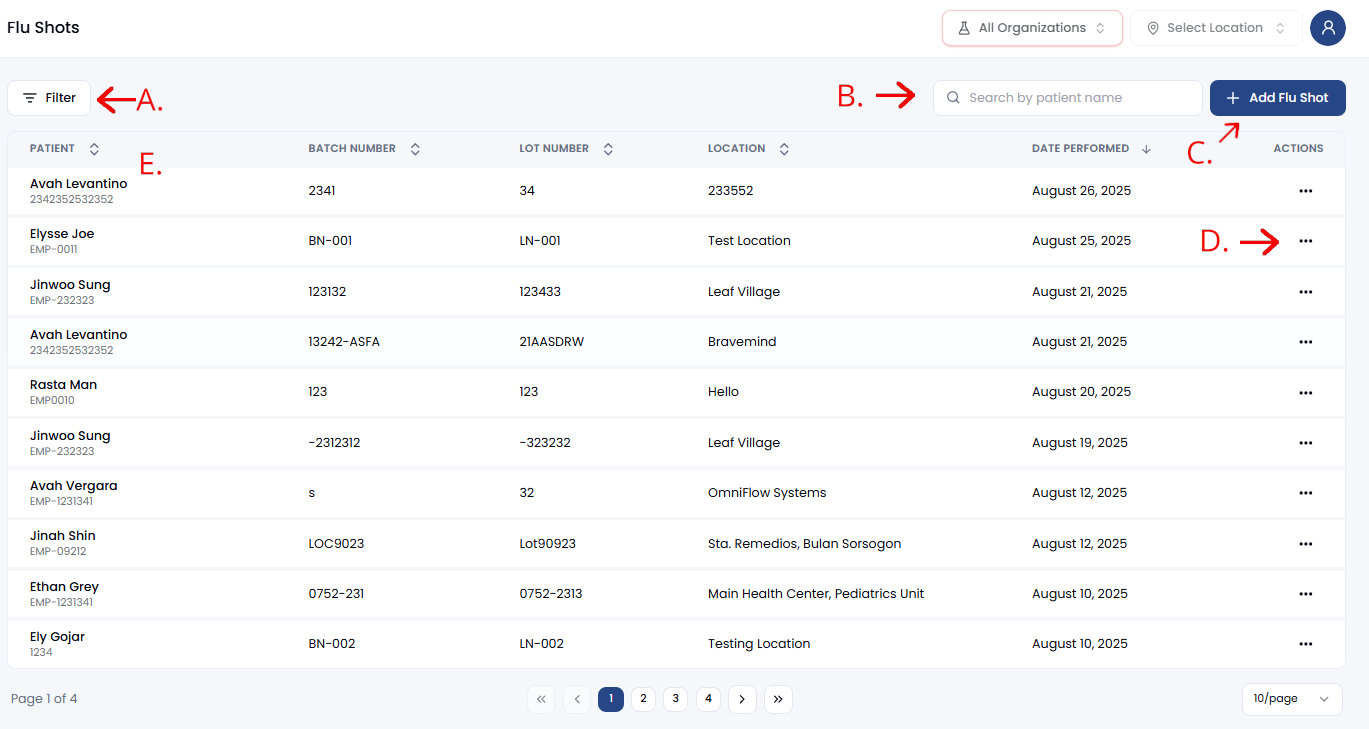 Flu Shots All Organizations Select Location
Filter A. B. Search by patient name + Add Flu Shot
C.
PATIENT BATCH NUMBER LOT NUMBER LOCATION DATE PERFORMED ACTIONS
E.
Avah Levantino 2341 34 233552 August 26, 2025
2342352532352
Elysse Joe BN-001 LN-001 Test Location August 25, 2025 D.
EMP-0011
Jinwoo Sung 123132 123433 Leaf Village August 21, 2025
EMP-232323
Avah Levantino 13242-ASFA 21AASDRW Bravemind August 21, 2025
2342352532352
Rasta Man 123 123 Hello August 20, 2025
EMP0010
Jinwoo Sung -2312312 -323232 Leaf Village August 19, 2025
EMP-232323
Avah Vergara s 32 OmniFlow Systems August 12, 2025
EMP-1231341
Jinah Shin LOC9023 Lot90923 Sta. Remedios, Bulan Sorsogon August 12, 2025
EMP-09212
Ethan Grey 0752-231 0752-2313 Main Health Center, Pediatrics Unit August 10, 2025
EMP-1231341
Ely Gojar BN-002 LN-002 Testing Location August 10, 2025
1234
Page 1 of 4 « ‹ 1 2 3 4 › » 10/page